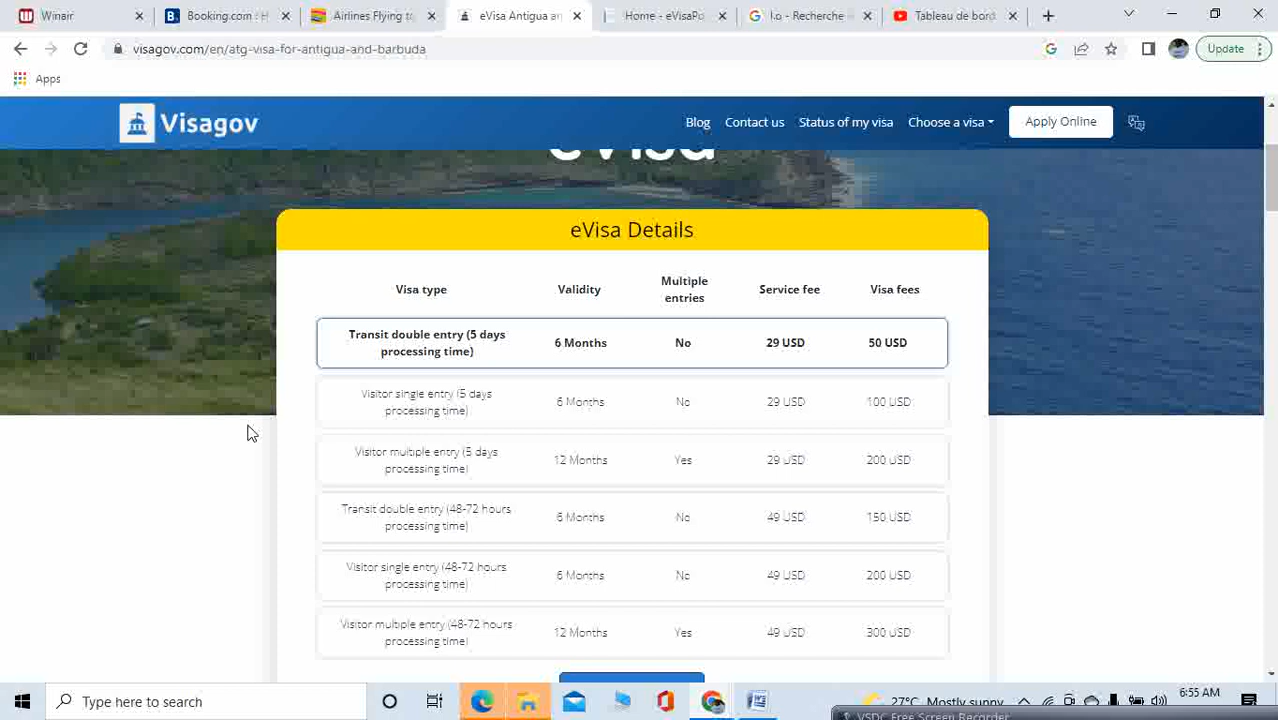 Winair
Booking.com : H
Airlines Flying to
eVisa Antigua an
Home - eVisaPo
Tableau de bord
visagov.com/en/atg-visa-for-antigua-and-barbuda
Update
Apps
Visagov
Blog
Contact us
Status of my visa
Choose a visa
Apply Online
eVisa
eVisa Details
Visa type
Validity
Multiple
entries
Service fee
Visa fees
Transit double entry (5 days
processing time)
6 Months
No
29 USD
50 USD
Visitor single entry (5 days
processing time)
6 Months
No
29 USD
100 USD
Visitor multiple entry (5 days
processing time)
12 Months
Yes
29 USD
200 USD
Transit double entry (48-72 hours
processing time)
6 Months
No
49 USD
150 USD
Visitor single entry (48-72 hours
processing time)
6 Months
No
49 USD
200 USD
Visitor multiple entry (48-72 hours
processing time)
12 Months
Yes
49 USD
300 USD
Type here to search
27°C Mostly sunny
6:55 AM
VSDC Free Screen Recorder